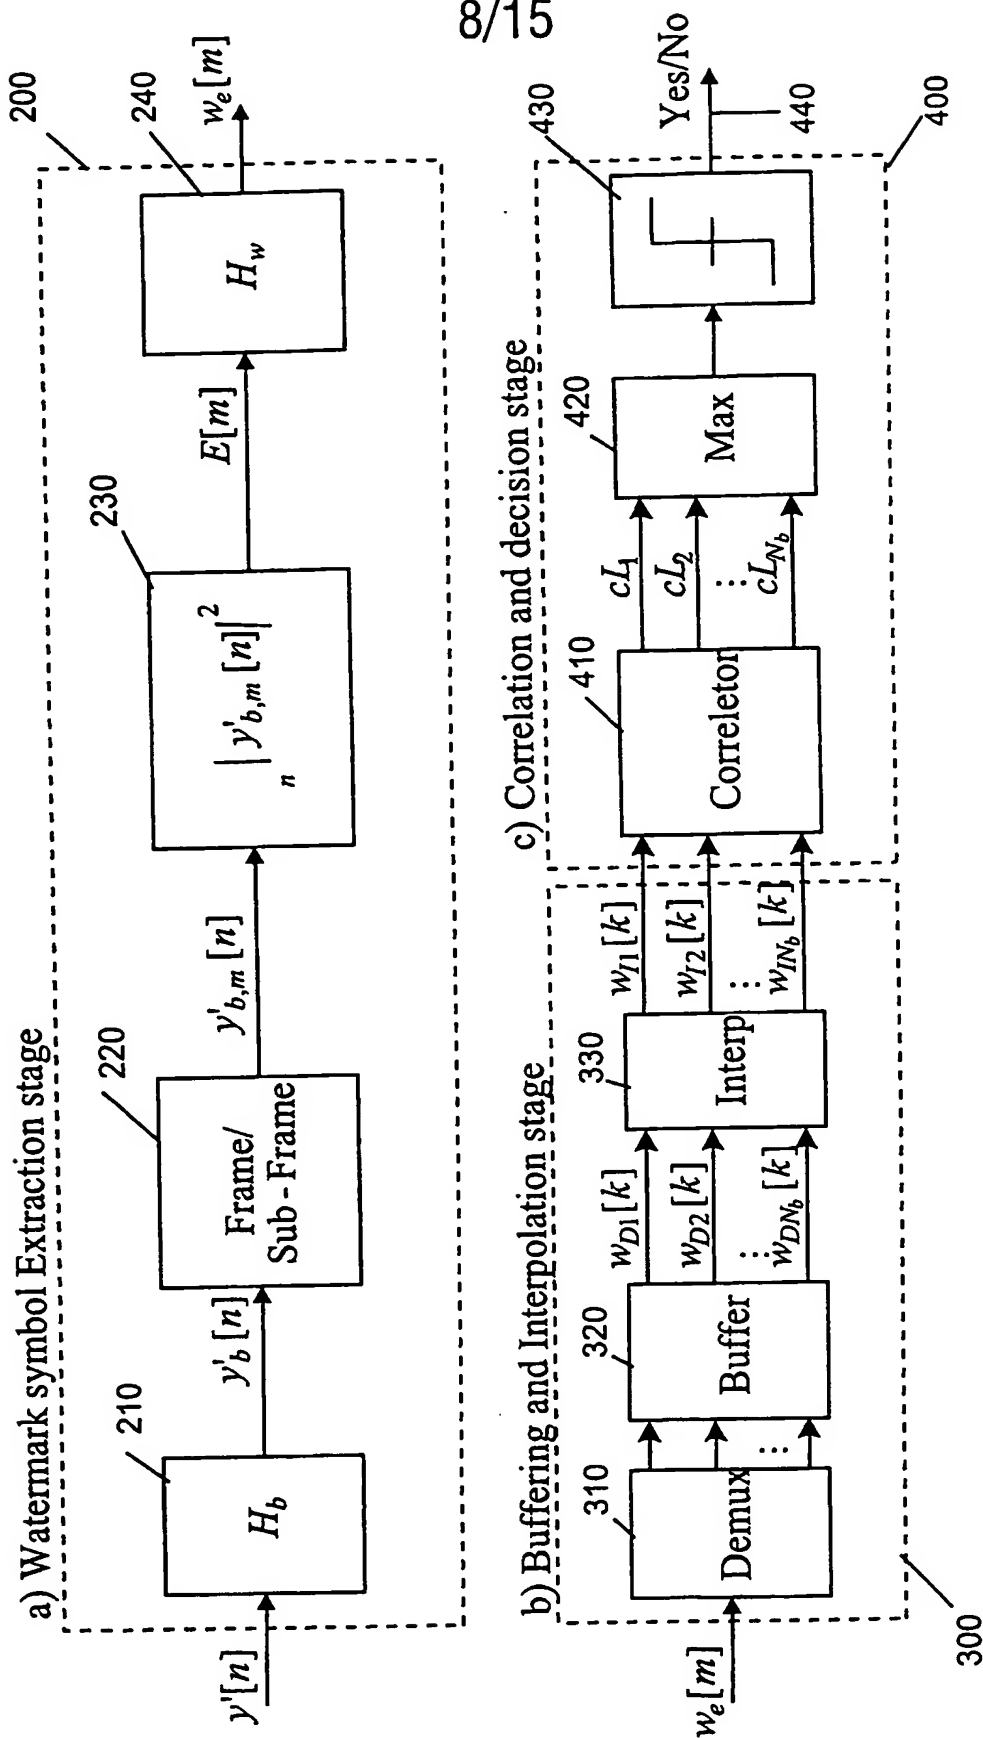 8/15
a) Watermark symbol Extraction stage
200
y'[n]
210
H_b
y'_b[n]
220
Frame/
Sub - Frame
y'_{b,m}[n]
230
n |y'_{b,m}[n]|^2
E[m]
240
H_w
w_e[m]
b) Buffering and Interpolation stage
300
w_e[m]
310
Demux
...
320
Buffer
w_{D1}[k]
w_{D2}[k]
...
w_{DN_b}[k]
330
Interp
w_{I1}[k]
w_{I2}[k]
...
w_{IN_b}[k]
c) Correlation and decision stage
400
410
Correletor
cL_1
cL_2
...
cL_{N_b}
420
Max
430
Yes/No
440